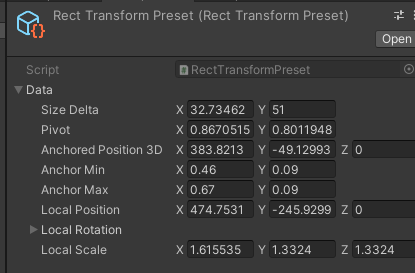 Rect Transform Preset (Rect Transform Preset)
Open
Script RectTransformPreset
Data
Size Delta X 32.73462 Y 51
Pivot X 0.8670515 Y 0.8011948
Anchored Position 3D X 383.8213 Y -49.12993 Z 0
Anchor Min X 0.46 Y 0.09
Anchor Max X 0.67 Y 0.09
Local Position X 474.7531 Y -245.9299 Z 0
Local Rotation
Local Scale X 1.615535 Y 1.3324 Z 1.3324